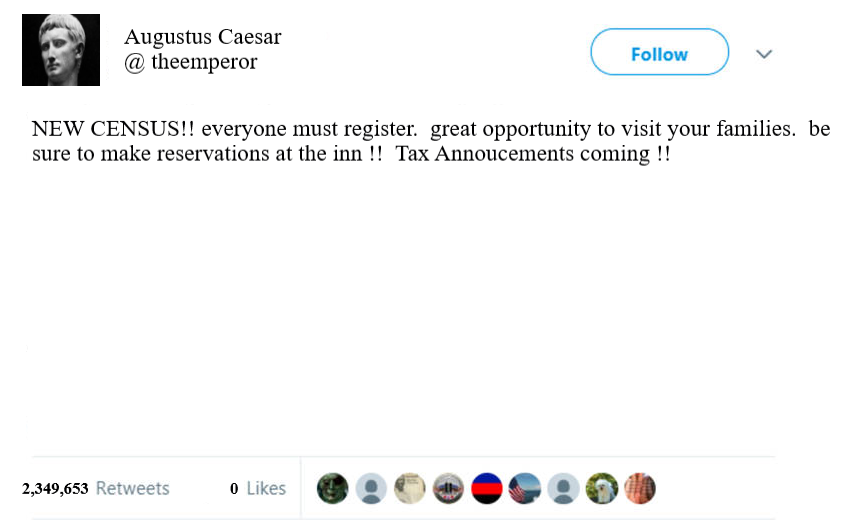 Augustus Caesar
@ theemperor
Follow
NEW CENSUS!! everyone must register.  great opportunity to visit your families.  be
sure to make reservations at the inn !!  Tax Annoucements coming !!
2,349,653 Retweets 0 Likes